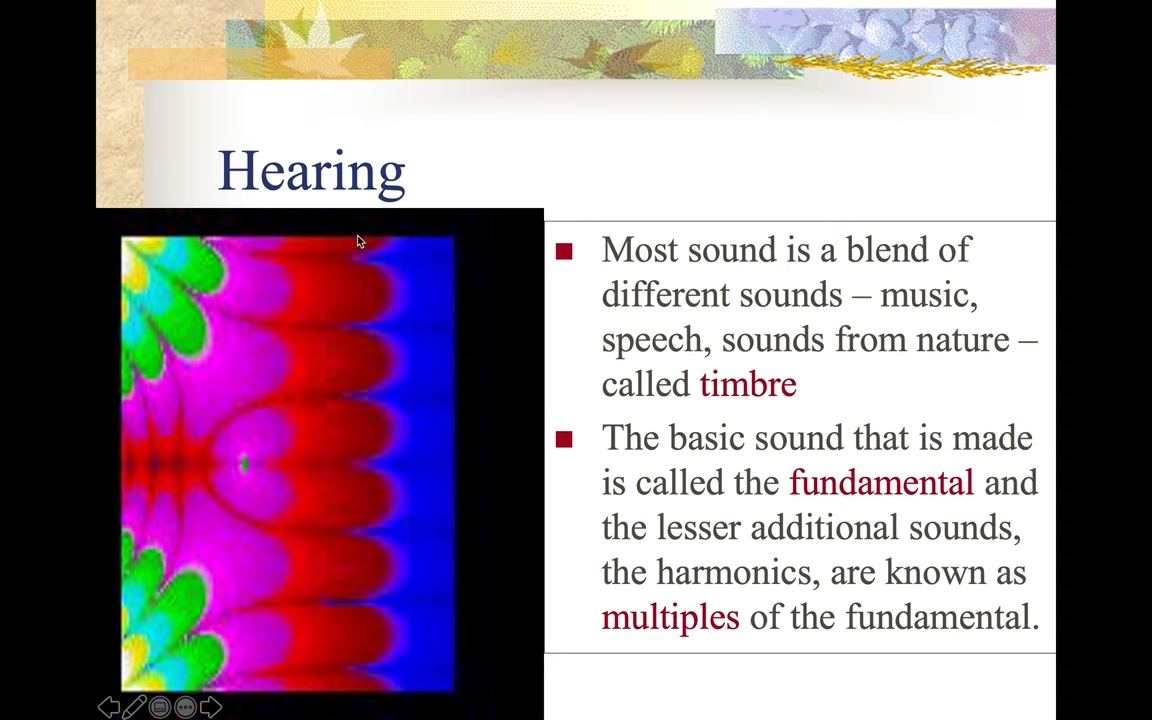 Hearing
Most sound is a blend of
different sounds – music,
speech, sounds from nature –
called timbre
The basic sound that is made
is called the fundamental and
the lesser additional sounds,
the harmonics, are known as
multiples of the fundamental.